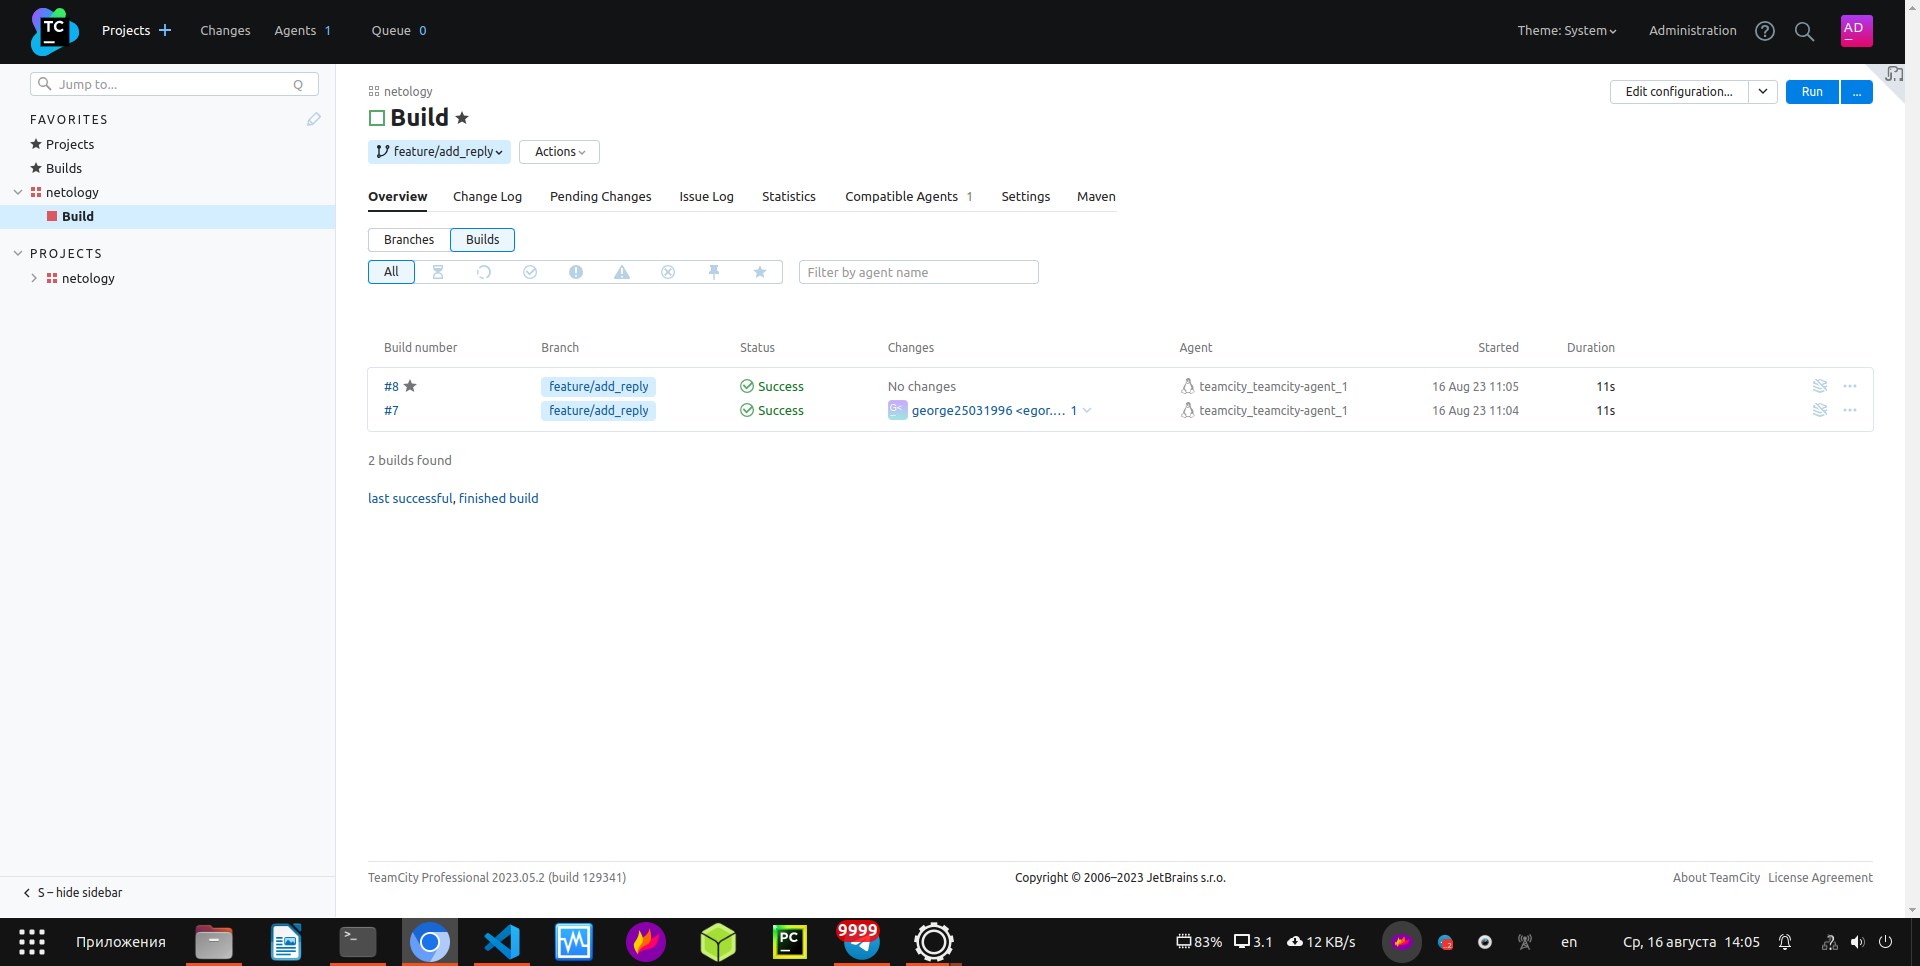 TC
Projects
Changes
Agents 1
Queue 0
Theme: System
Administration
AD
Jump to...
Q
FAVORITES
Projects
Builds
netology
Build
PROJECTS
netology
S – hide sidebar
netology
Build
Edit configuration...
Run
...
feature/add_reply
Actions
Overview
Change Log
Pending Changes
Issue Log
Statistics
Compatible Agents 1
Settings
Maven
Branches
Builds
All
Filter by agent name
Build number Branch Status Changes Agent Started Duration
#8 feature/add_reply Success No changes teamcity_teamcity-agent_1 16 Aug 23 11:05 11s
#7 feature/add_reply Success G< george25031996 <egor.... 1 teamcity_teamcity-agent_1 16 Aug 23 11:04 11s
2 builds found
last successful, finished build
TeamCity Professional 2023.05.2 (build 129341)
Copyright © 2006–2023 JetBrains s.r.o.
About TeamCity License Agreement
Приложения
>_
PC
9999
83%
3.1
12 KB/s
en
Ср, 16 августа 14:05